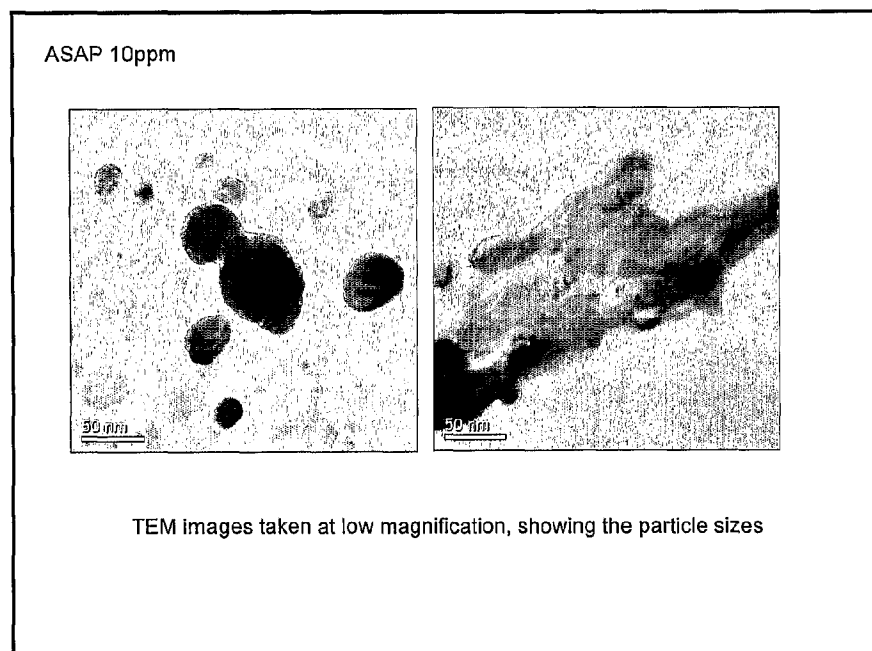 ASAP 10ppm
50 nm
50 nm
TEM images taken at low magnification, showing the particle sizes